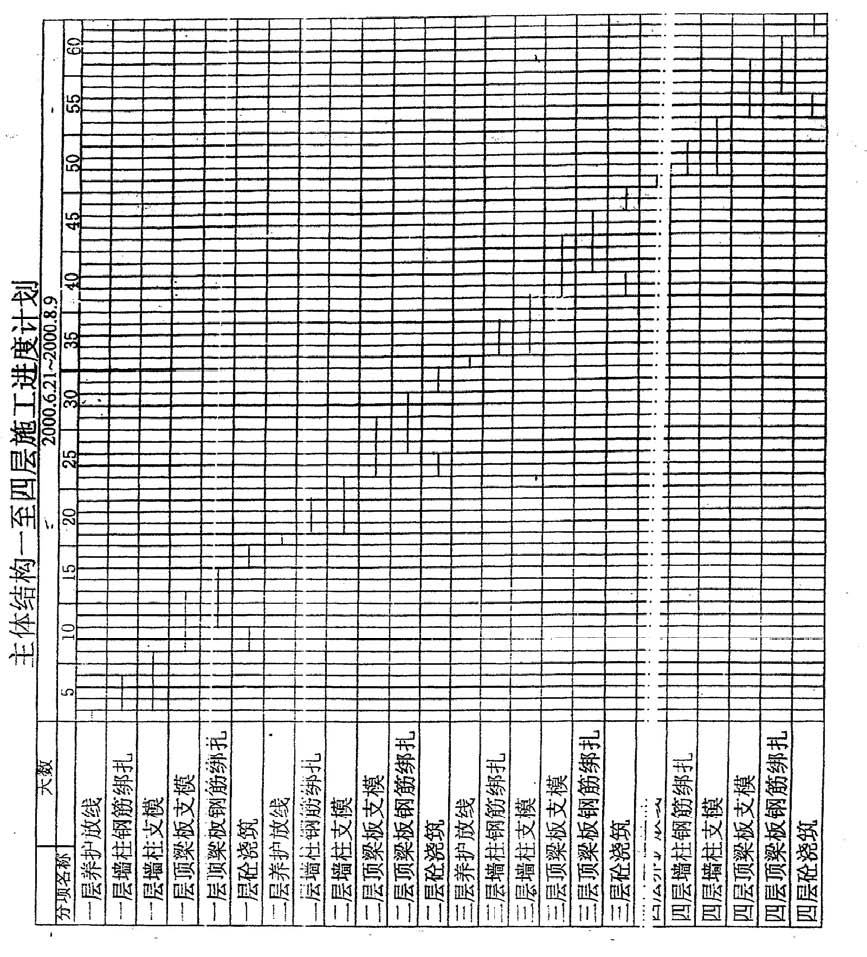 主体结构一至四层施工进度计划
2000.6.21~2000.8.9
天数
分项名称 5 10 15 20 25 30 35 40 45 50 55 60
一层养护放线
一层墙柱钢筋绑扎
一层墙柱支模
一层顶梁板支模
一层顶梁板钢筋绑扎
一层砼浇筑
二层养护放线
二层墙柱钢筋绑扎
二层墙柱支模
二层顶梁板支模
二层顶梁板钢筋绑扎
二层砼浇筑
三层养护放线
三层墙柱钢筋绑扎
三层墙柱支模
三层顶梁板支模
三层顶梁板钢筋绑扎
三层砼浇筑
四层墙柱钢筋绑扎
四层墙柱支模
四层顶梁板支模
四层顶梁板钢筋绑扎
四层砼浇筑